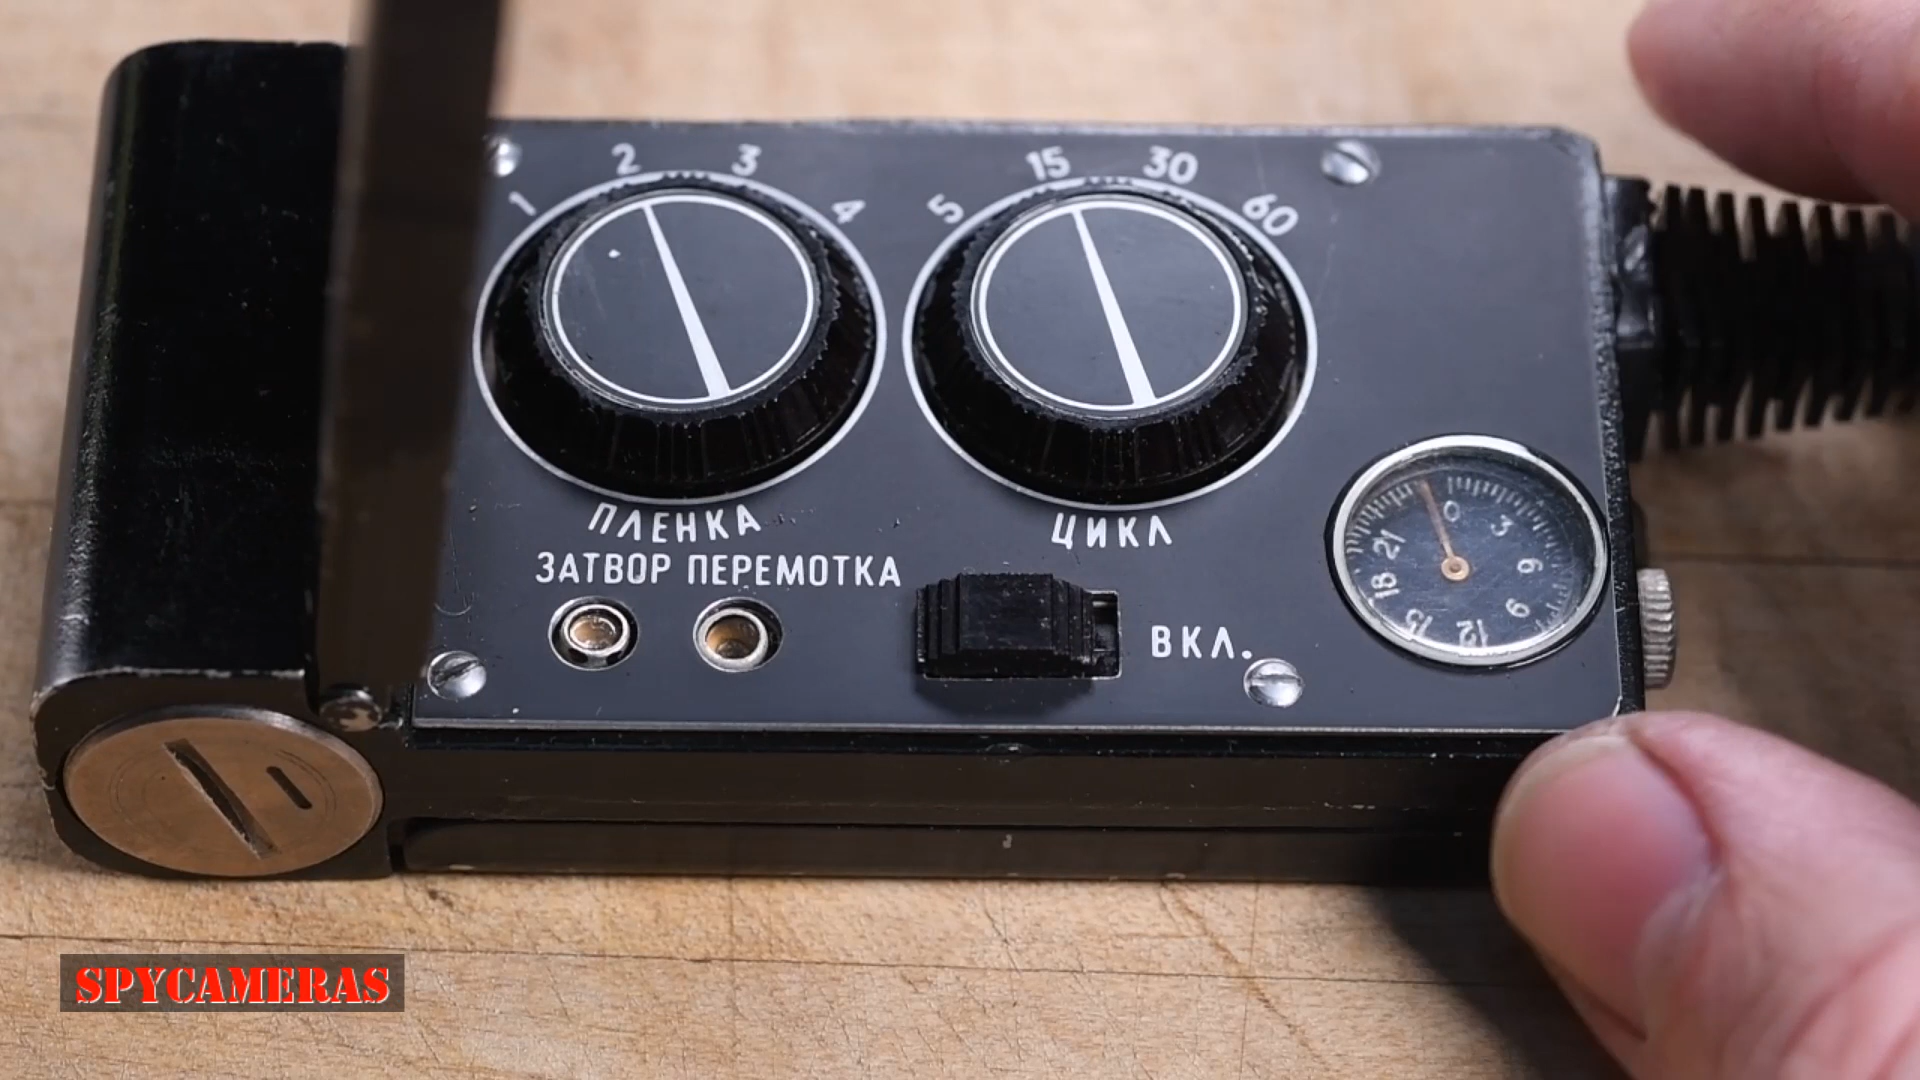 1 2 3 4
5 15 30 60
ПЛЕНКА
ЦИКЛ
ЗАТВОР ПЕРЕМОТКА
ВКЛ.
0 3 6 9 12 15 18 21
SPYCAMERAS